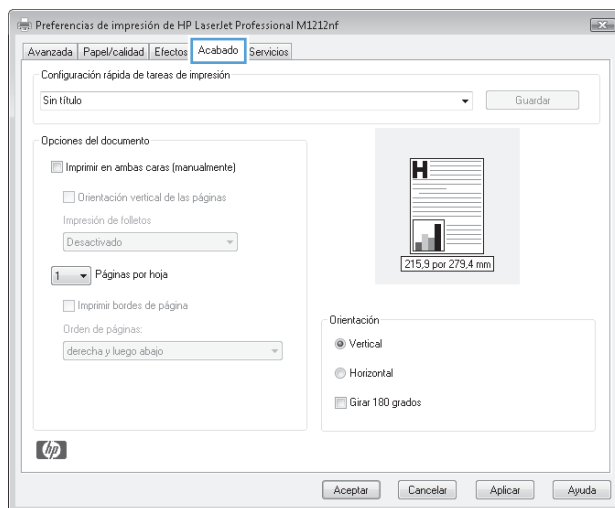 Preferencias de impresión de HP LaserJet Professional M1212nf
Avanzada Papel/calidad Efectos Acabado Servicios
Configuración rápida de tareas de impresión
Sin título Guardar
Opciones del documento
Imprimir en ambas caras (manualmente)
Orientación vertical de las páginas
Impresión de folletos
Desactivado
1 Páginas por hoja
Imprimir bordes de página
Orden de páginas:
derecha y luego abajo
H
215,9 por 279,4 mm
Orientación
Vertical
Horizontal
Girar 180 grados
hp
Aceptar Cancelar Aplicar Ayuda